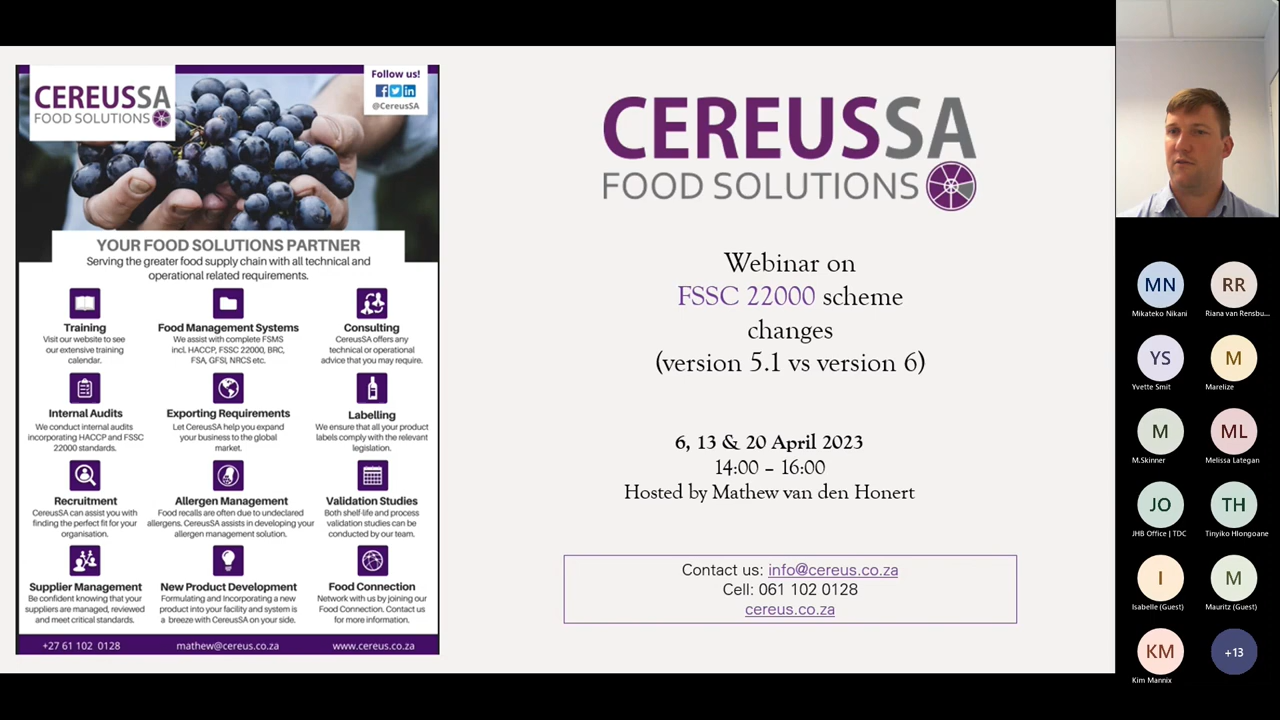 CEREUSSA
FOOD SOLUTIONS
Follow us!
@CereusSA
YOUR FOOD SOLUTIONS PARTNER
Serving the greater food supply chain with all technical and
operational related requirements.
Training
Visit our website to see
our extensive training
calendar.
Food Management Systems
We assist with complete FSMS
incl. HACCP, FSSC 22000, BRC,
FSA, GFSI, NRCS etc.
Consulting
CereusSA offers any
technical or operational
advice that you may require.
Internal Audits
We conduct internal audits
incorporating HACCP and FSSC
22000 standards.
Exporting Requirements
Let CereusSA help you expand
your business to the global
market.
Labelling
We ensure that all your product
labels comply with the relevant
legislation.
Recruitment
CereusSA can assist you with
finding the perfect fit for your
organisation.
Allergen Management
Food recalls are often due to undeclared
allergens. CereusSA assists in developing your
allergen management solution.
Validation Studies
Both shelf-life and process
validation studies can be
conducted by our team.
Supplier Management
Be confident knowing that your
suppliers are managed, reviewed
and meet critical standards.
New Product Development
Formulating and Incorporating a new
product into your facility and system is
a breeze with CereusSA on your side.
Food Connection
Network with us by joining our
Food Connection. Contact us
for more information.
+27 61 102 0128
mathew@cereus.co.za
www.cereus.co.za
CEREUSSA
FOOD SOLUTIONS
Webinar on
FSSC 22000 scheme
changes
(version 5.1 vs version 6)
6, 13 & 20 April 2023
14:00 – 16:00
Hosted by Mathew van den Honert
Contact us: info@cereus.co.za
Cell: 061 102 0128
cereus.co.za
MN
Mikateko Nikani
RR
Riana van Rensbu...
YS
Yvette Smit
M
Marelize
M
M.Skinner
ML
Melissa Lategan
JO
JHB Office | TDC
TH
Tinyiko Hlongoane
I
Isabelle (Guest)
M
Mauritz (Guest)
KM
Kim Mannix
+13